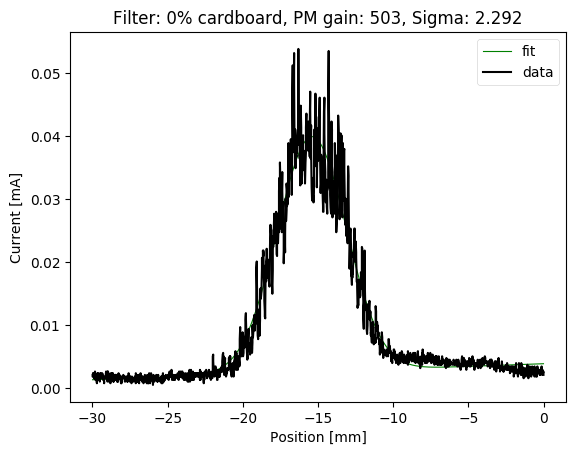 Filter: 0% cardboard, PM gain: 503, Sigma: 2.292
fit
data
0.05
0.04
0.03
0.02
0.01
0.00
Current [mA]
−30
−25
−20
−15
−10
−5
0
Position [mm]